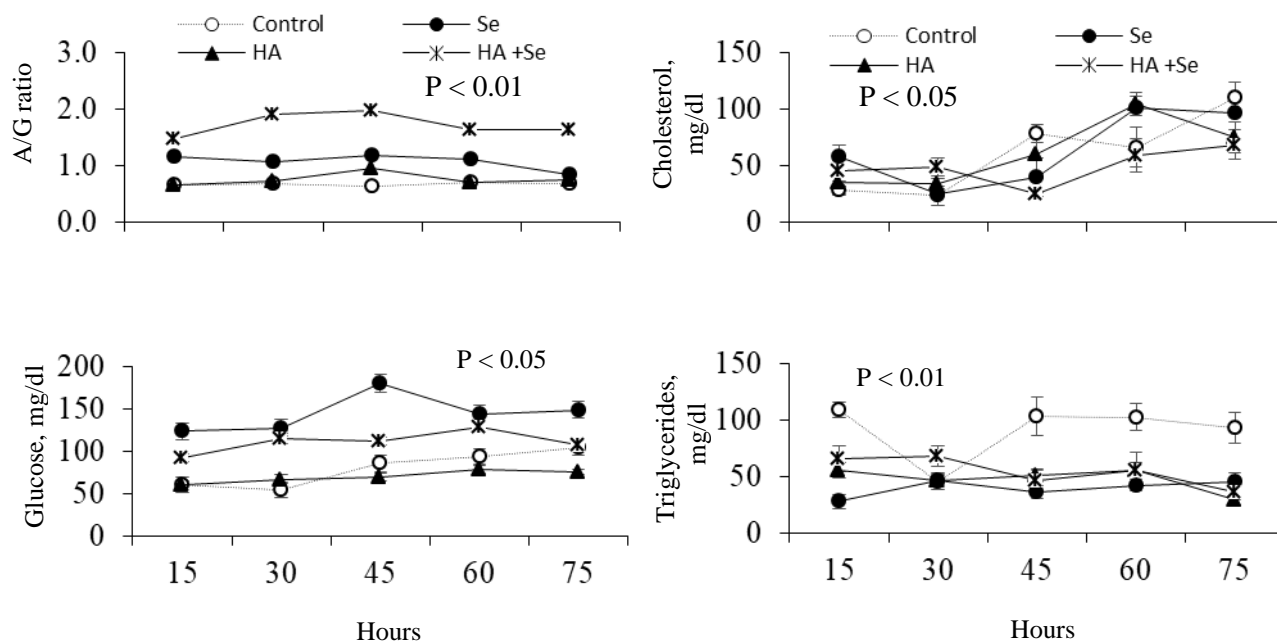 Control Se
HA HA +Se
3.0
2.0
1.0
0.0
A/G ratio
P < 0.01
Control Se
HA HA +Se
150
100
50
0
Cholesterol,
mg/dl
P < 0.05
200
150
100
50
0
Glucose, mg/dl
P < 0.05
15 30 45 60 75
Hours
150
100
50
0
Triglycerides,
mg/dl
P < 0.01
15 30 45 60 75
Hours